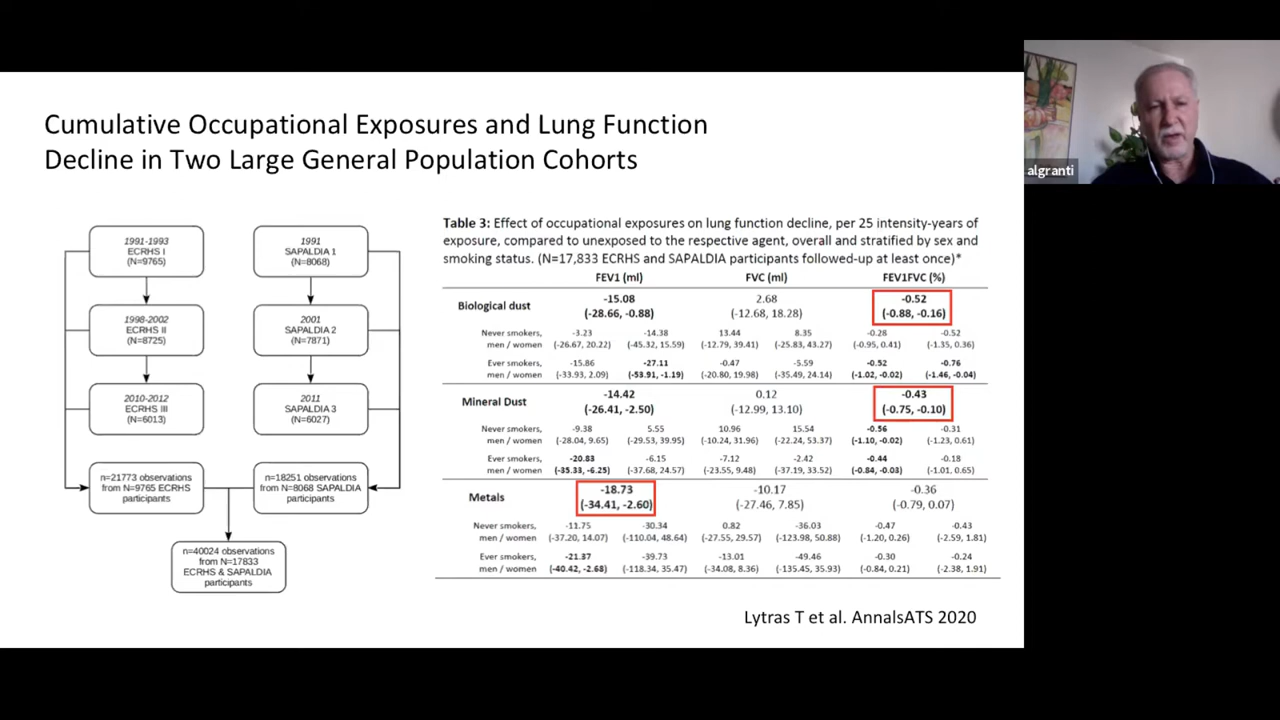 Cumulative Occupational Exposures and Lung Function
Decline in Two Large General Population Cohorts
algranti
1991-1993
ECRHS I
(N=9765)
1991
SAPALDIA 1
(N=8068)
1998-2002
ECRHS II
(N=8725)
2001
SAPALDIA 2
(N=7871)
2010-2012
ECRHS III
(N=6013)
2011
SAPALDIA 3
(N=6027)
n=21773 observations
from N=9765 ECRHS
participants
n=18251 observations
from N=8068 SAPALDIA
participants
n=40024 observations
from N=17833
ECRHS & SAPALDIA
participants
Table 3: Effect of occupational exposures on lung function decline, per 25 intensity-years of
exposure, compared to unexposed to the respective agent, overall and stratified by sex and
smoking status. (N=17,833 ECRHS and SAPALDIA participants followed-up at least once)*
FEV1 (ml) FVC (ml) FEV1FVC (%)
Biological dust -15.08 2.68 -0.52
(-28.66, -0.88) (-12.68, 18.28) (-0.88, -0.16)
Never smokers, -3.23 -14.38 13.44 8.35 -0.28 -0.52
men / women (-26.67, 20.22) (-45.32, 15.59) (-12.79, 39.41) (-25.83, 43.27) (-0.95, 0.41) (-1.35, 0.36)
Ever smokers, -15.86 -27.11 -0.47 -5.59 -0.52 -0.76
men / women (-33.93, 2.09) (-53.91, -1.19) (-20.80, 19.98) (-35.49, 24.14) (-1.02, -0.02) (-1.46, -0.04)
Mineral Dust -14.42 0.12 -0.43
(-26.41, -2.50) (-12.99, 13.10) (-0.75, -0.10)
Never smokers, -9.38 5.55 10.96 15.54 -0.56 -0.31
men / women (-28.04, 9.65) (-29.53, 39.95) (-10.24, 31.96) (-22.24, 53.37) (-1.10, -0.02) (-1.23, 0.61)
Ever smokers, -20.83 -6.15 -7.12 -2.42 -0.44 -0.18
men / women (-35.33, -6.25) (-37.68, 24.57) (-23.55, 9.48) (-37.19, 33.52) (-0.84, -0.03) (-1.01, 0.65)
Metals -18.73 -10.17 -0.36
(-34.41, -2.60) (-27.46, 7.85) (-0.79, 0.07)
Never smokers, -11.75 -30.34 0.82 -36.03 -0.47 -0.43
men / women (-37.20, 14.07) (-110.04, 48.64) (-27.55, 29.57) (-123.98, 50.88) (-1.20, 0.26) (-2.59, 1.81)
Ever smokers, -21.37 -39.73 -13.01 -49.46 -0.30 -0.24
men / women (-40.42, -2.68) (-118.34, 35.47) (-34.08, 8.36) (-135.45, 35.93) (-0.84, 0.21) (-2.38, 1.91)
Lytras T et al. AnnalsATS 2020